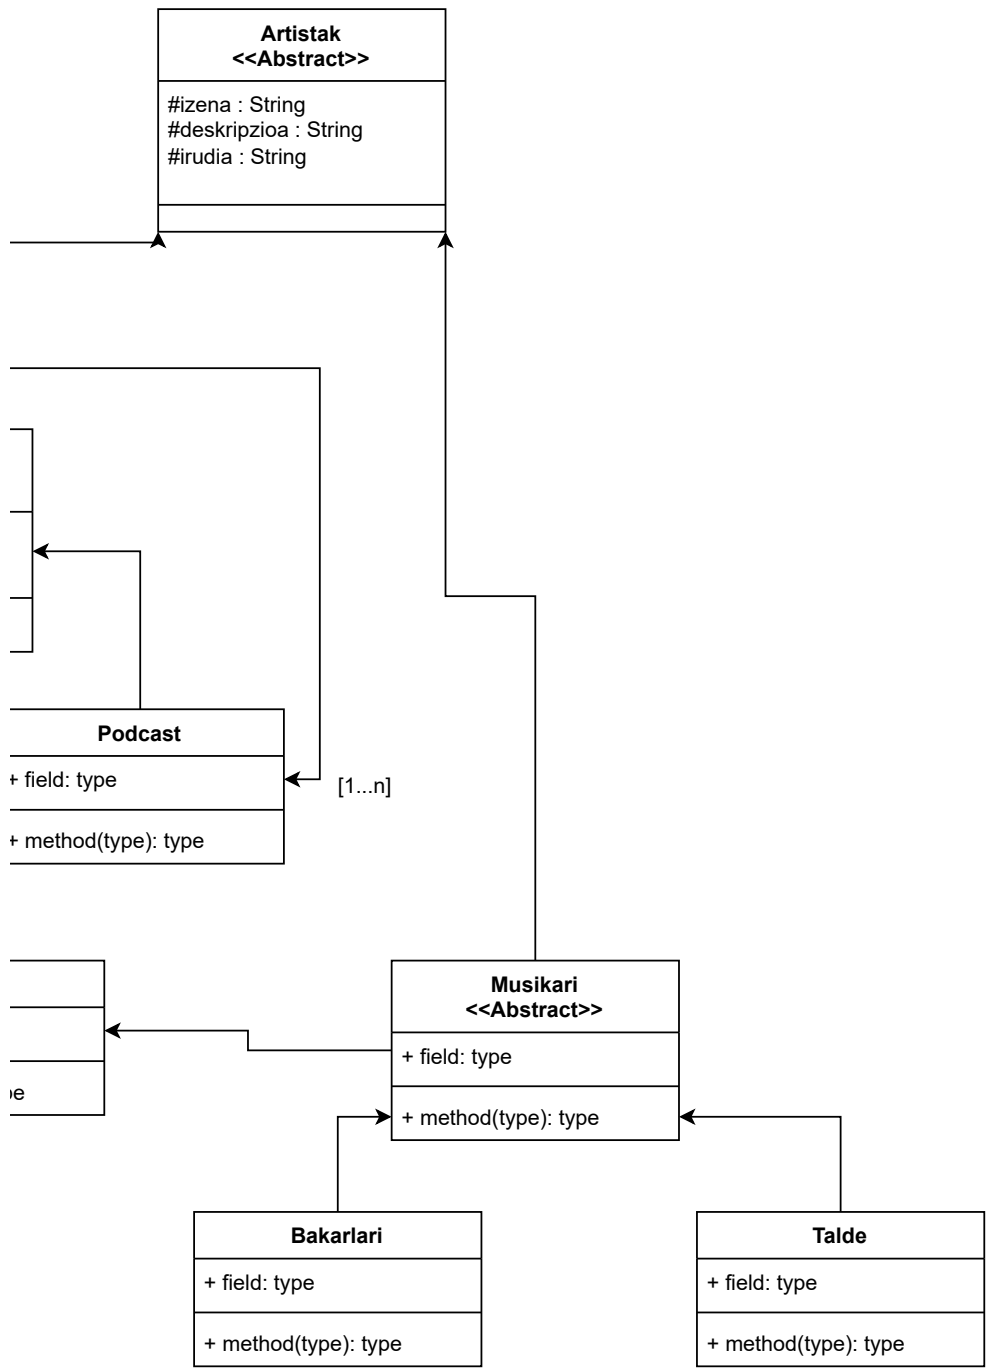 Artistak
<<Abstract>>
#izena : String
#deskripzioa : String
#irudia : String
Podcast
+ field: type
[1...n]
+ method(type): type
Musikari
<<Abstract>>
+ field: type
+ method(type): type
Bakarlari
+ field: type
+ method(type): type
Talde
+ field: type
+ method(type): type